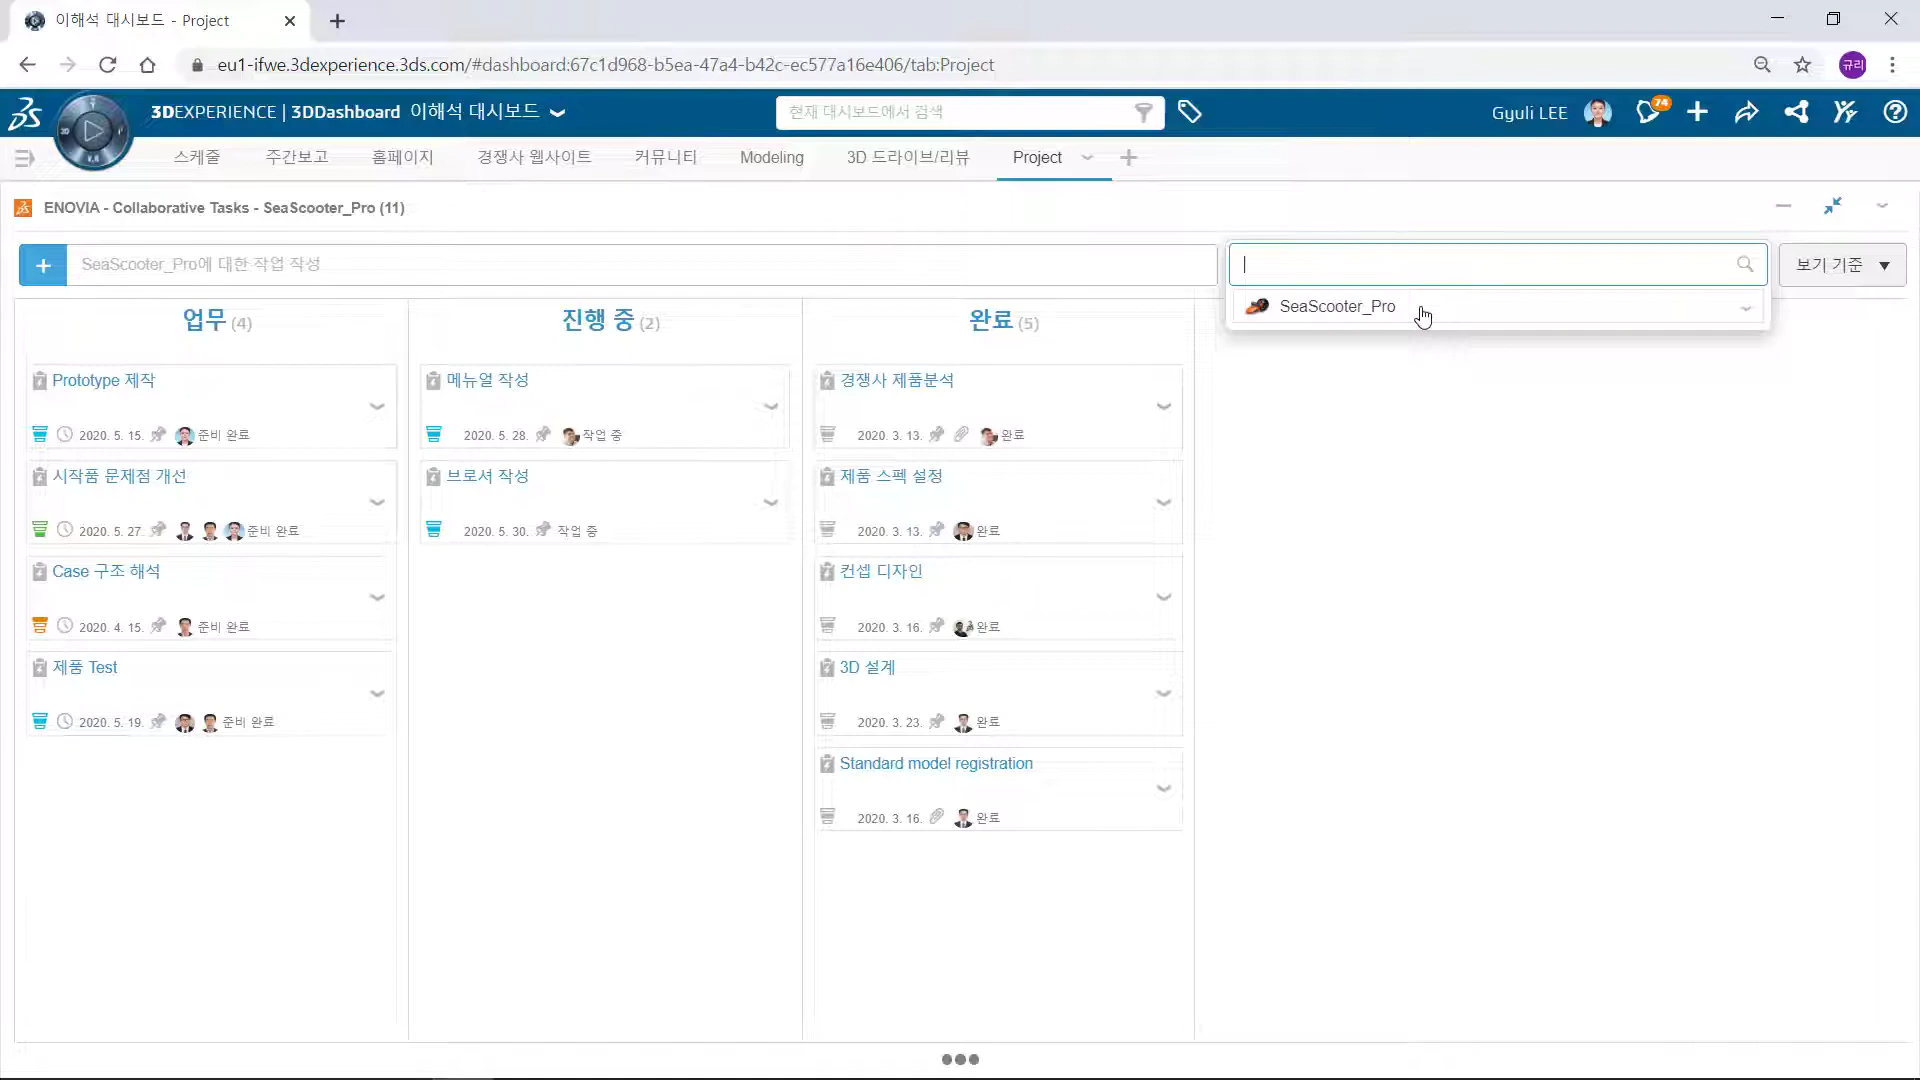 이해석 대시보드 - Project
eu1-ifwe.3dexperience.3ds.com/#dashboard:67c1d968-b5ea-47a4-b42c-ec577a16e406/tab:Project
규리
3DEXPERIENCE | 3DDashboard 이해석 대시보드
현재 대시보드에서 검색
Gyuli LEE
74
스케줄 주간보고 홈페이지 경쟁사 웹사이트 커뮤니티 Modeling 3D 드라이브/리뷰 Project
ENOVIA - Collaborative Tasks - SeaScooter_Pro (11)
SeaScooter_Pro에 대한 작업 작성
보기 기준
SeaScooter_Pro
업무 (4)
Prototype 제작
2020. 5. 15. 준비 완료
시작품 문제점 개선
2020. 5. 27. 준비 완료
Case 구조 해석
2020. 4. 15. 준비 완료
제품 Test
2020. 5. 19. 준비 완료
진행 중 (2)
메뉴얼 작성
2020. 5. 28. 작업 중
브로셔 작성
2020. 5. 30. 작업 중
완료 (5)
경쟁사 제품분석
2020. 3. 13. 완료
제품 스펙 설정
2020. 3. 13. 완료
컨셉 디자인
2020. 3. 16. 완료
3D 설계
2020. 3. 23. 완료
Standard model registration
2020. 3. 16. 완료